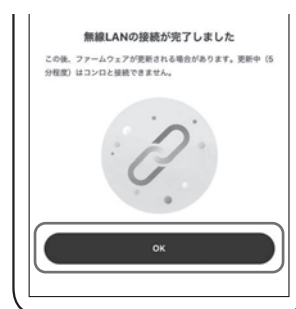 無線LANの接続が完了しました
この後、ファームウェアが更新される場合があります。更新中（5
分程度）はコンロと接続できません。
OK